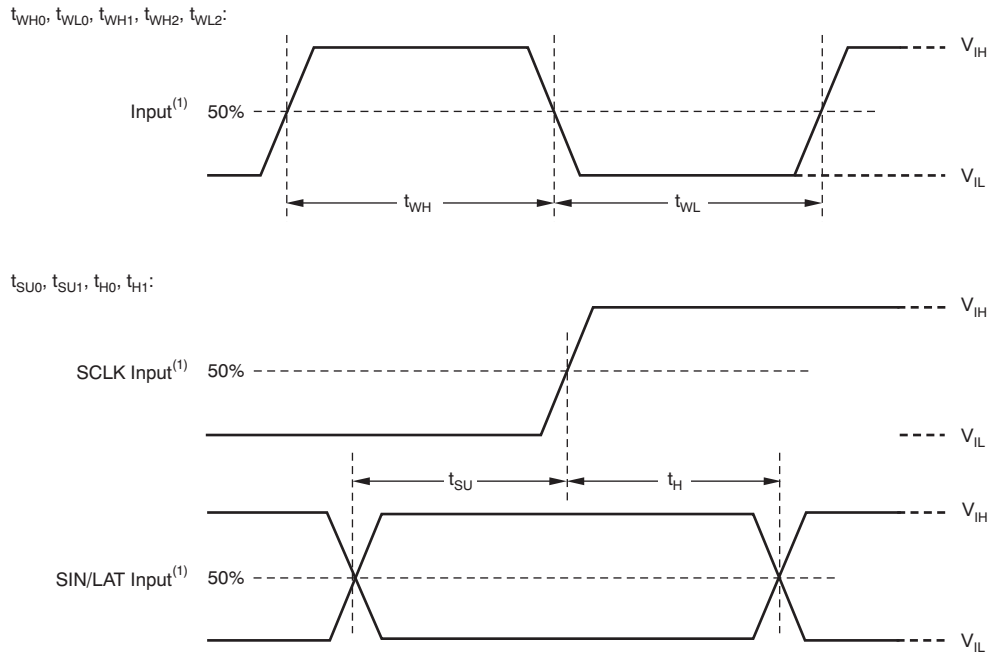 tWH0, tWL0, tWH1, tWH2, tWL2:
VIH
Input(1) 50%
VIL
tWH
tWL
tSU0, tSU1, tH0, tH1:
VIH
SCLK Input(1) 50%
VIL
tSU
tH
VIH
SIN/LAT Input(1) 50%
VIL